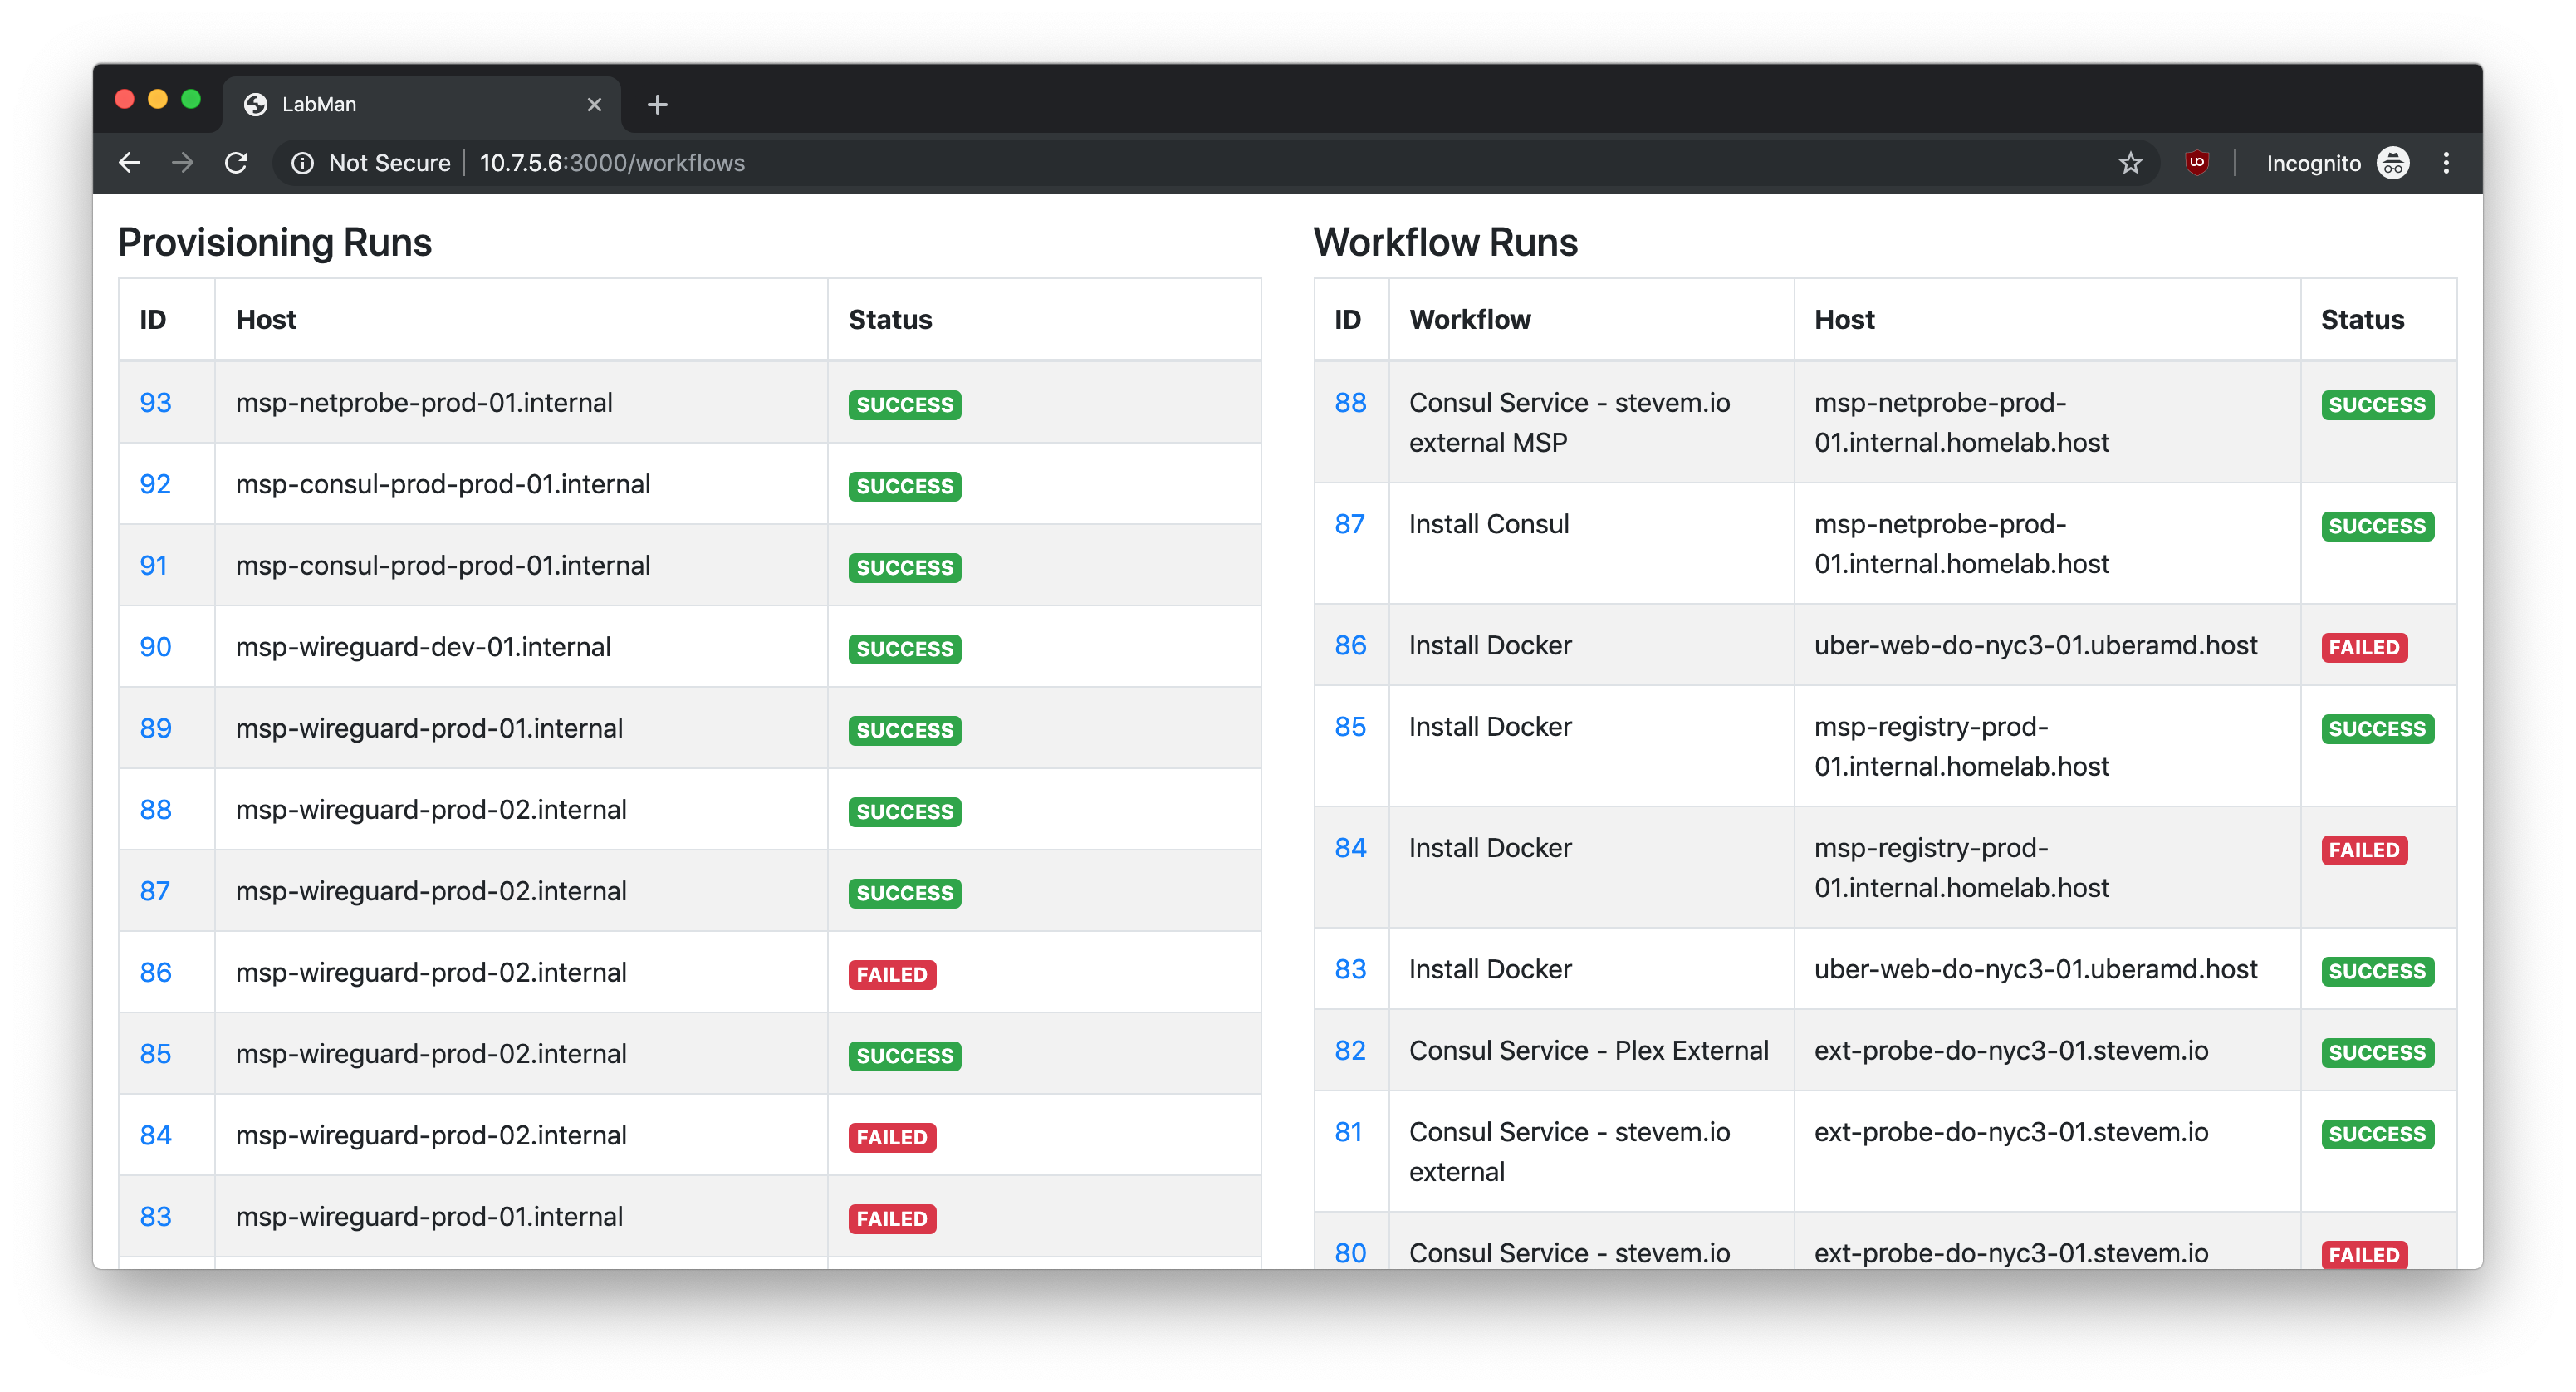 LabMan
Not Secure 10.7.5.6:3000/workflows
Incognito
Provisioning Runs
ID Host Status
93 msp-netprobe-prod-01.internal SUCCESS
92 msp-consul-prod-prod-01.internal SUCCESS
91 msp-consul-prod-prod-01.internal SUCCESS
90 msp-wireguard-dev-01.internal SUCCESS
89 msp-wireguard-prod-01.internal SUCCESS
88 msp-wireguard-prod-02.internal SUCCESS
87 msp-wireguard-prod-02.internal SUCCESS
86 msp-wireguard-prod-02.internal FAILED
85 msp-wireguard-prod-02.internal SUCCESS
84 msp-wireguard-prod-02.internal FAILED
83 msp-wireguard-prod-01.internal FAILED
Workflow Runs
ID Workflow Host Status
88 Consul Service - stevem.io msp-netprobe-prod- SUCCESS
external MSP 01.internal.homelab.host
87 Install Consul msp-netprobe-prod- SUCCESS
01.internal.homelab.host
86 Install Docker uber-web-do-nyc3-01.uberamd.host FAILED
85 Install Docker msp-registry-prod- SUCCESS
01.internal.homelab.host
84 Install Docker msp-registry-prod- FAILED
01.internal.homelab.host
83 Install Docker uber-web-do-nyc3-01.uberamd.host SUCCESS
82 Consul Service - Plex External ext-probe-do-nyc3-01.stevem.io SUCCESS
81 Consul Service - stevem.io ext-probe-do-nyc3-01.stevem.io SUCCESS
external
80 Consul Service - stevem.io ext-probe-do-nyc3-01.stevem.io FAILED